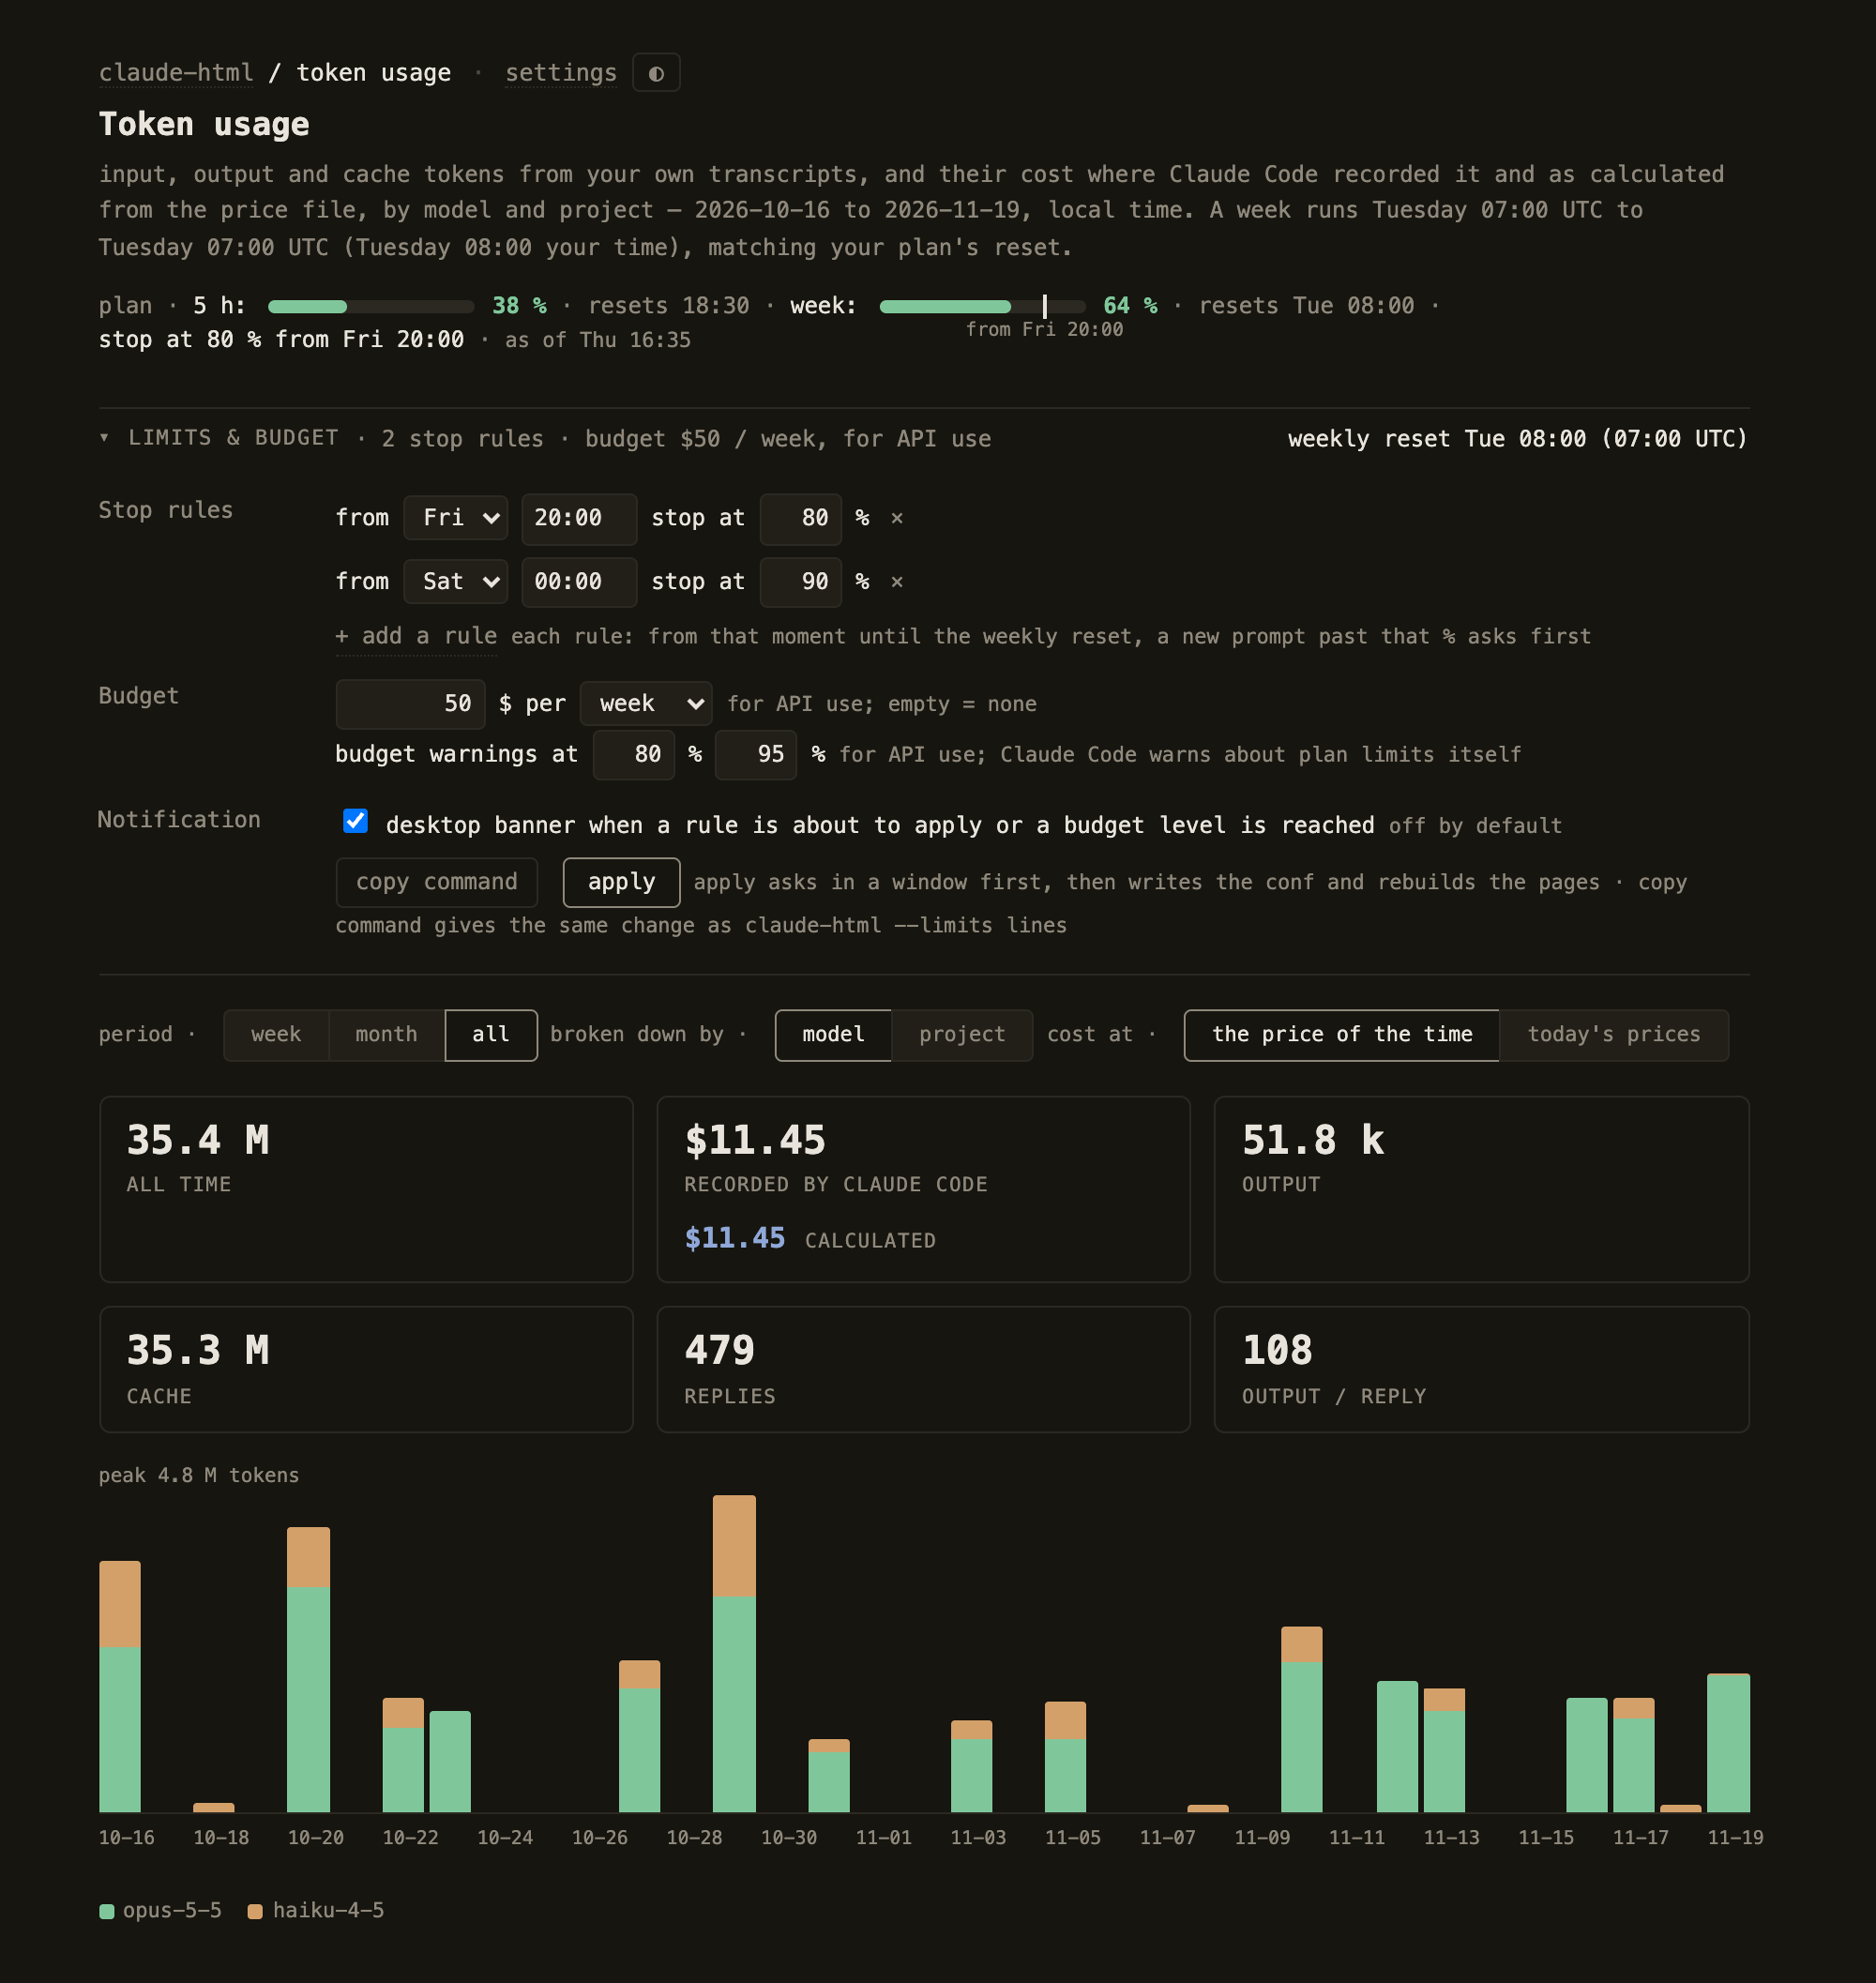 claude-html / token usage · settings
Token usage
input, output and cache tokens from your own transcripts, and their cost where Claude Code recorded it and as calculated
from the price file, by model and project — 2026-10-16 to 2026-11-19, local time. A week runs Tuesday 07:00 UTC to
Tuesday 07:00 UTC (Tuesday 08:00 your time), matching your plan's reset.
plan · 5 h: 38 % · resets 18:30 · week: 64 % · resets Tue 08:00 ·
from Fri 20:00
stop at 80 % from Fri 20:00 · as of Thu 16:35
▾ LIMITS & BUDGET · 2 stop rules · budget $50 / week, for API use weekly reset Tue 08:00 (07:00 UTC)
Stop rules from Fri 20:00 stop at 80 % ×
from Sat 00:00 stop at 90 % ×
+ add a rule each rule: from that moment until the weekly reset, a new prompt past that % asks first
Budget 50 $ per week for API use; empty = none
budget warnings at 80 % 95 % for API use; Claude Code warns about plan limits itself
Notification desktop banner when a rule is about to apply or a budget level is reached off by default
copy command apply apply asks in a window first, then writes the conf and rebuilds the pages · copy
command gives the same change as claude-html --limits lines
period · week month all broken down by · model project cost at · the price of the time today's prices
35.4 M
ALL TIME
$11.45
RECORDED BY CLAUDE CODE
$11.45 CALCULATED
51.8 k
OUTPUT
35.3 M
CACHE
479
REPLIES
108
OUTPUT / REPLY
peak 4.8 M tokens
10-16 10-18 10-20 10-22 10-24 10-26 10-28 10-30 11-01 11-03 11-05 11-07 11-09 11-11 11-13 11-15 11-17 11-19
opus-5-5 haiku-4-5